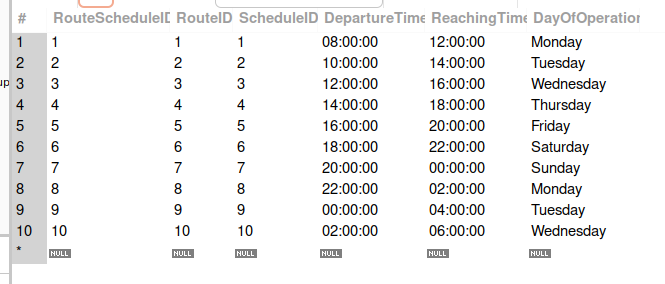 # RouteScheduleID RouteID ScheduleID DepartureTime ReachingTime DayOfOperation
1 1 1 1 08:00:00 12:00:00 Monday
2 2 2 2 10:00:00 14:00:00 Tuesday
up
3 3 3 3 12:00:00 16:00:00 Wednesday
4 4 4 4 14:00:00 18:00:00 Thursday
5 5 5 5 16:00:00 20:00:00 Friday
6 6 6 6 18:00:00 22:00:00 Saturday
7 7 7 7 20:00:00 00:00:00 Sunday
8 8 8 8 22:00:00 02:00:00 Monday
9 9 9 9 00:00:00 04:00:00 Tuesday
10 10 10 10 02:00:00 06:00:00 Wednesday
* NULL NULL NULL NULL NULL NULL